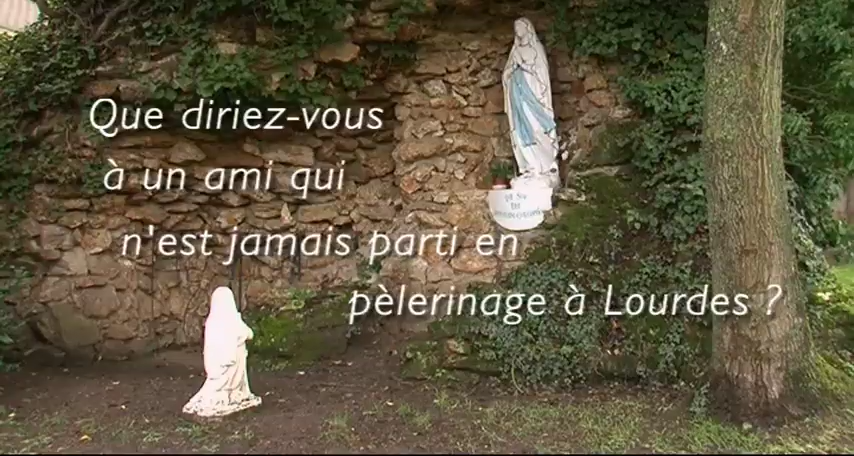 Que diriez-vous
à un ami qui
n'est jamais parti en
pèlerinage à Lourdes ?